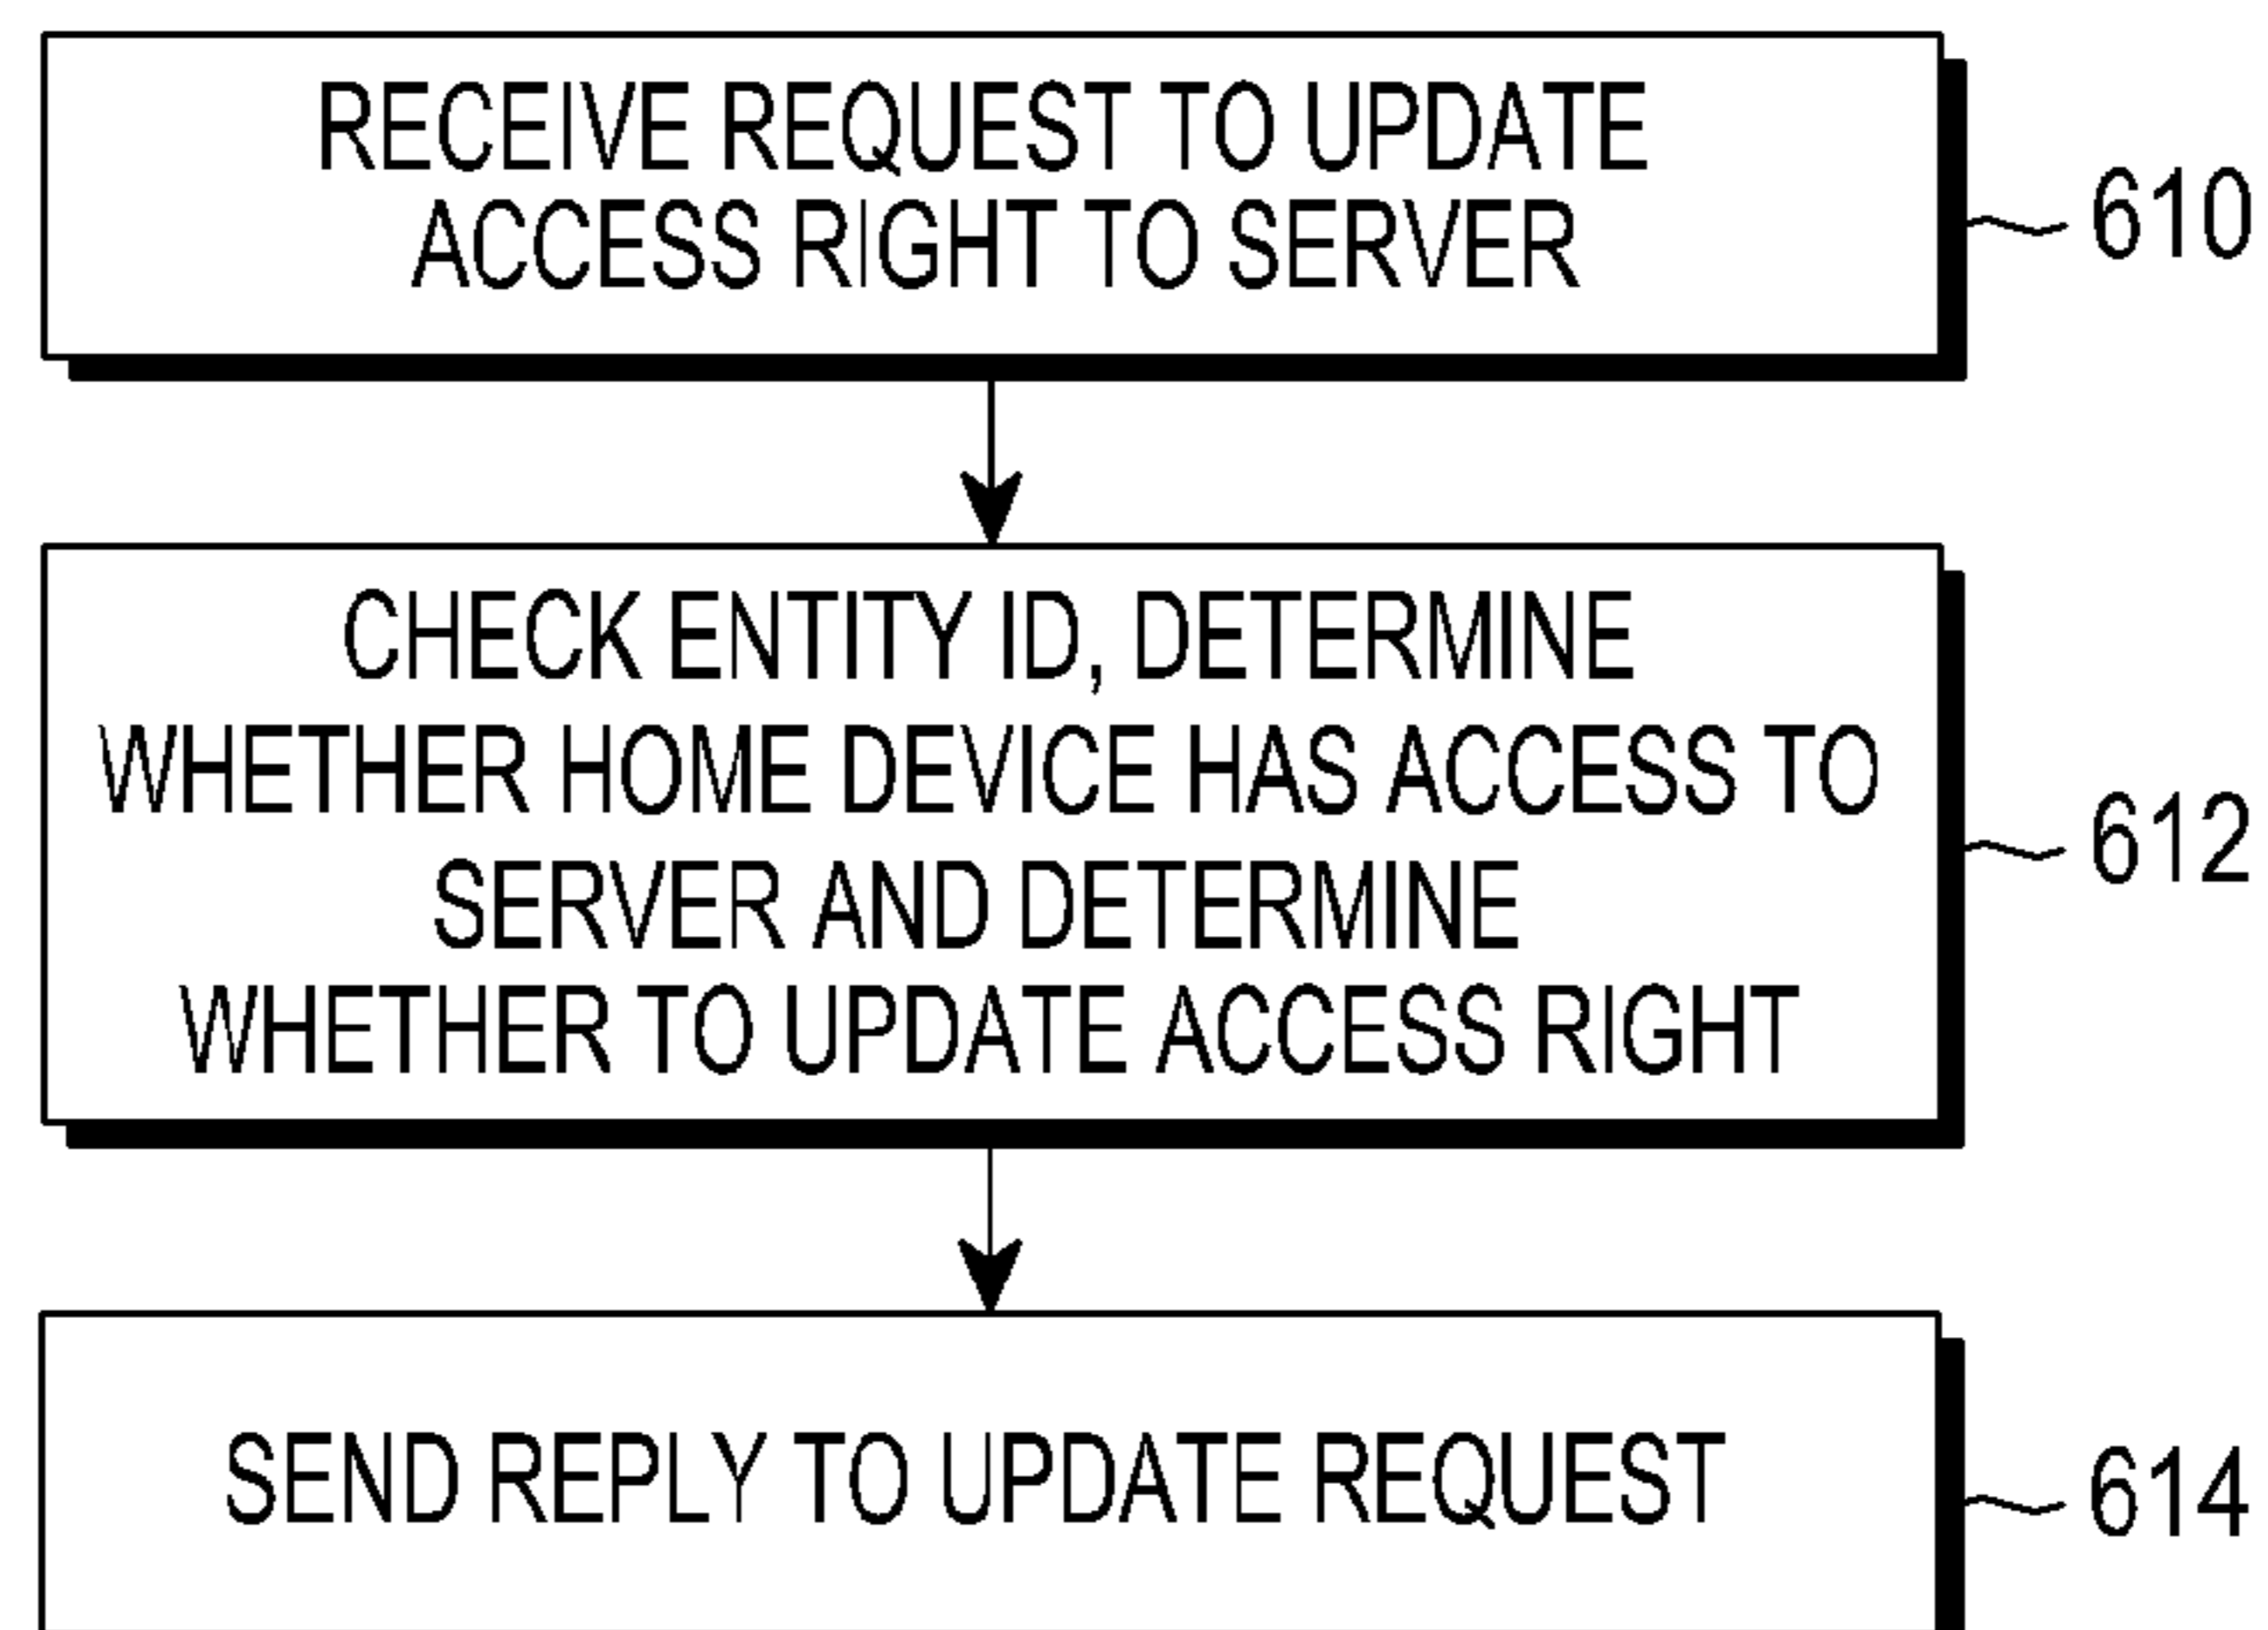 RECEIVE REQUEST TO UPDATE
ACCESS RIGHT TO SERVER
610
CHECK ENTITY ID, DETERMINE
WHETHER HOME DEVICE HAS ACCESS TO
SERVER AND DETERMINE
WHETHER TO UPDATE ACCESS RIGHT
612
SEND REPLY TO UPDATE REQUEST
614